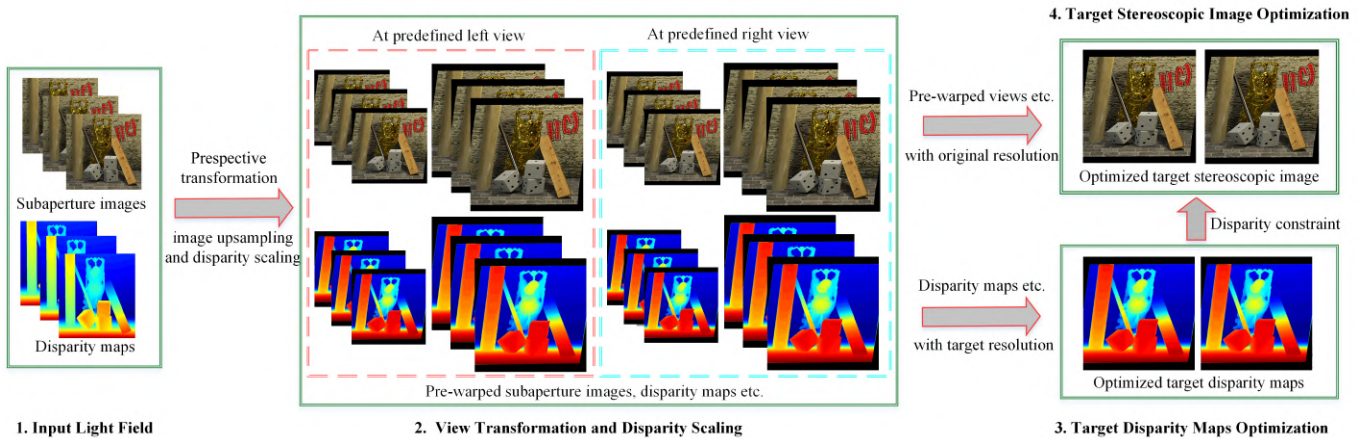 4. Target Stereoscopic Image Optimization
At predefined left view
At predefined right view
Subaperture images
Disparity maps
Prespective
transformation
image upsampling
and disparity scaling
Pre-warped subaperture images, disparity maps etc.
Pre-warped views etc.
with original resolution
Optimized target stereoscopic image
Disparity constraint
Disparity maps etc.
with target resolution
Optimized target disparity maps
1. Input Light Field
2. View Transformation and Disparity Scaling
3. Target Disparity Maps Optimization